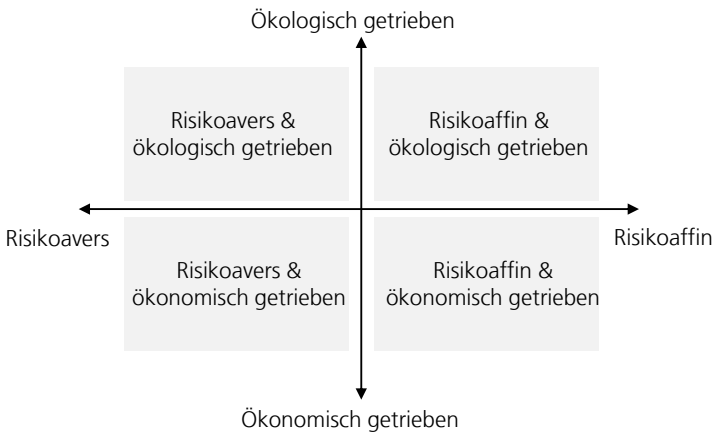 Ökologisch getrieben
Risikoavers &
ökologisch getrieben
Risikoaffin &
ökologisch getrieben
Risikoavers
Risikoaffin
Risikoavers &
ökonomisch getrieben
Risikoaffin &
ökonomisch getrieben
Ökonomisch getrieben